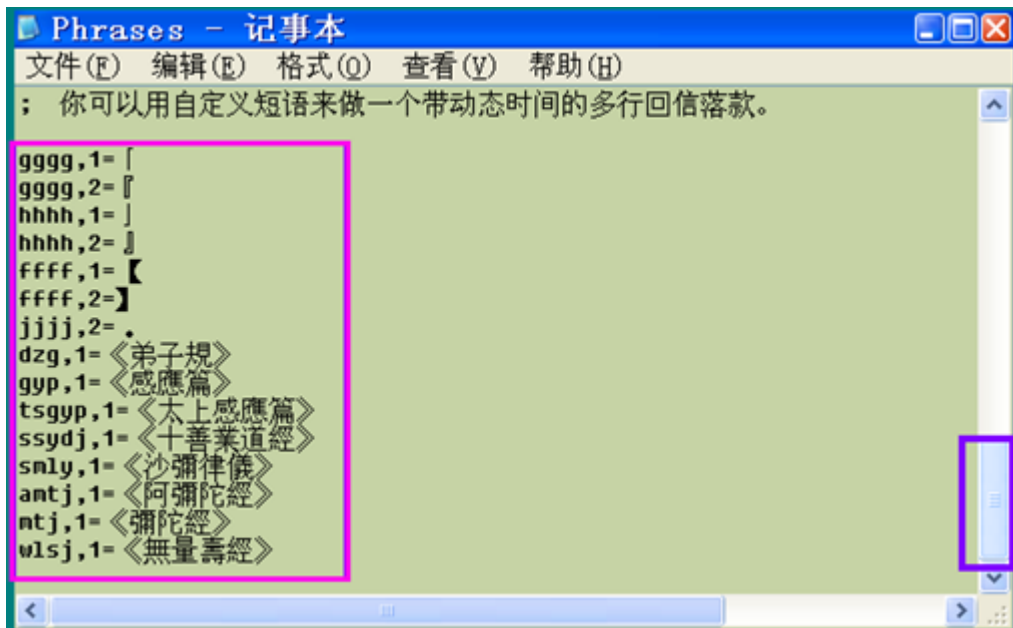 Phrases - 记事本
文件(F) 编辑(E) 格式(O) 查看(V) 帮助(H)
; 你可以用自定义短语来做一个带动态时间的多行回信落款。
gggg,1=「
gggg,2=『
hhhh,1=」
hhhh,2=』
ffff,1=【
ffff,2=】
jjjj,2=．
dzg,1=《弟子規》
gyp,1=《感應篇》
tsgyp,1=《太上感應篇》
ssydj,1=《十善業道經》
smly,1=《沙彌律儀》
amtj,1=《阿彌陀經》
mtj,1=《彌陀經》
wlsj,1=《無量壽經》